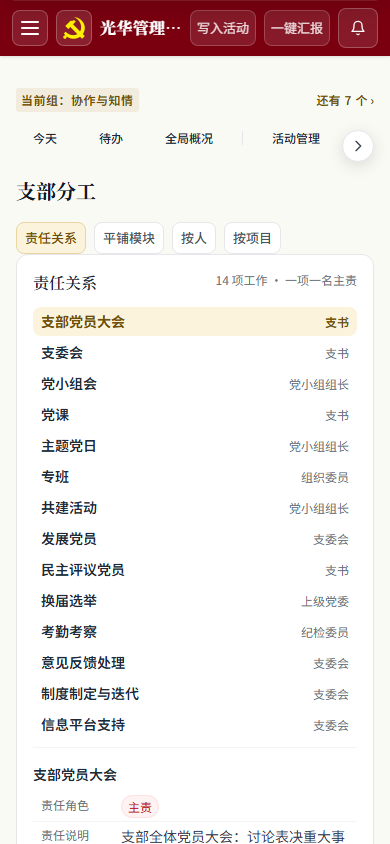 光华管理… 写入活动 一键汇报
当前组：协作与知情 还有 7 个 ›
今天 待办 全局概况 活动管理
支部分工
责任关系 平铺模块 按人 按项目
责任关系 14 项工作 · 一项一名主责
支部党员大会 支书
支委会 支书
党小组会 党小组组长
党课 支书
主题党日 党小组组长
专班 组织委员
共建活动 党小组组长
发展党员 支委会
民主评议党员 支书
换届选举 上级党委
考勤考察 纪检委员
意见反馈处理 支委会
制度制定与迭代 支委会
信息平台支持 支委会
支部党员大会
责任角色 主责
责任说明 支部全体党员大会：讨论表决重大事